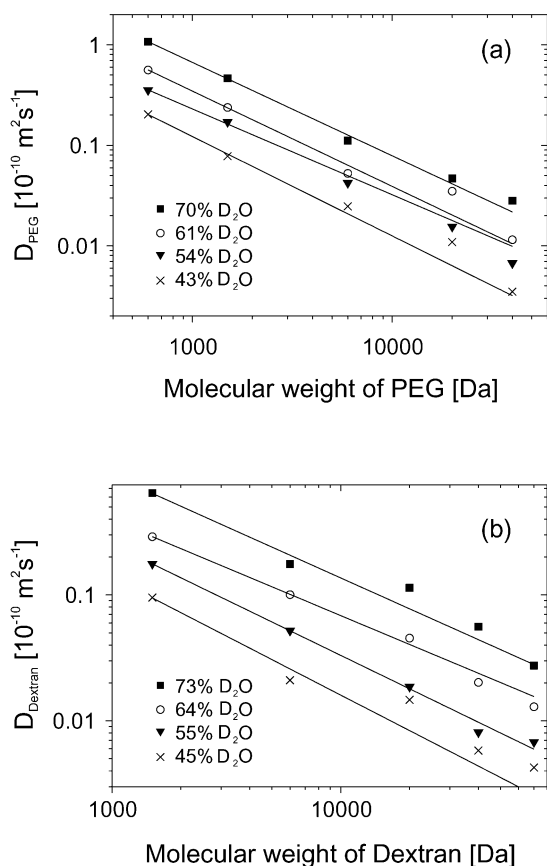 (a)
1
0.1
0.01
D_PEG [10⁻¹⁰ m²s⁻¹]
70% D₂O
61% D₂O
54% D₂O
43% D₂O
1000 10000
Molecular weight of PEG [Da]
(b)
0.1
0.01
D_Dextran [10⁻¹⁰ m²s⁻¹]
73% D₂O
64% D₂O
55% D₂O
45% D₂O
1000 10000
Molecular weight of Dextran [Da]